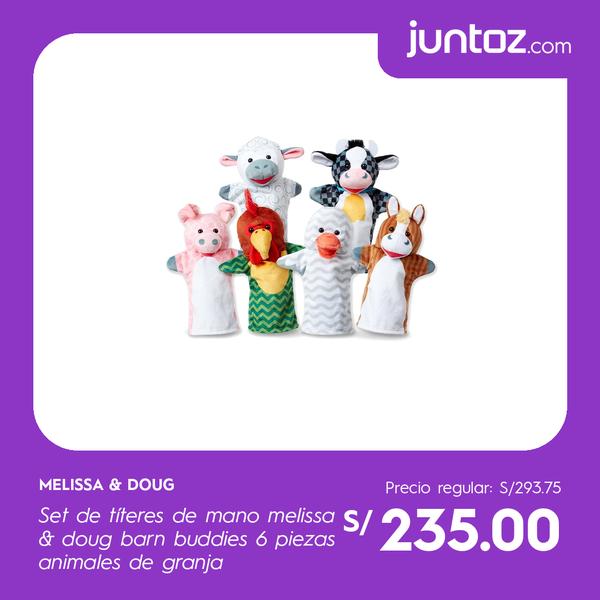 juntoz.com
MELISSA & DOUG
Set de títeres de mano melissa
& doug barn buddies 6 piezas
animales de granja
Precio regular: S/293.75
S/ 235.00